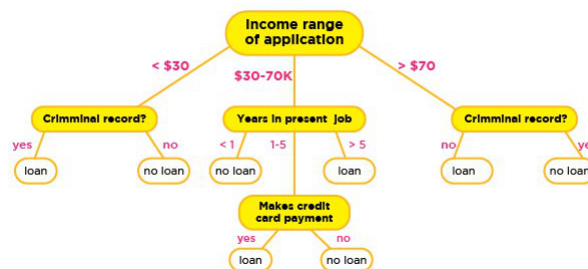 Income range
of application
< $30
$30-70K
> $70
Crimminal record?
Years in present job
Crimminal record?
yes
no
< 1
1-5
> 5
no
ye
loan
no loan
no loan
loan
loan
no loan
Makes credit
card payment
yes
no
loan
no loan